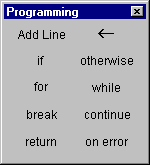 Programming
Add Line ←
if otherwise
for while
break continue
return on error